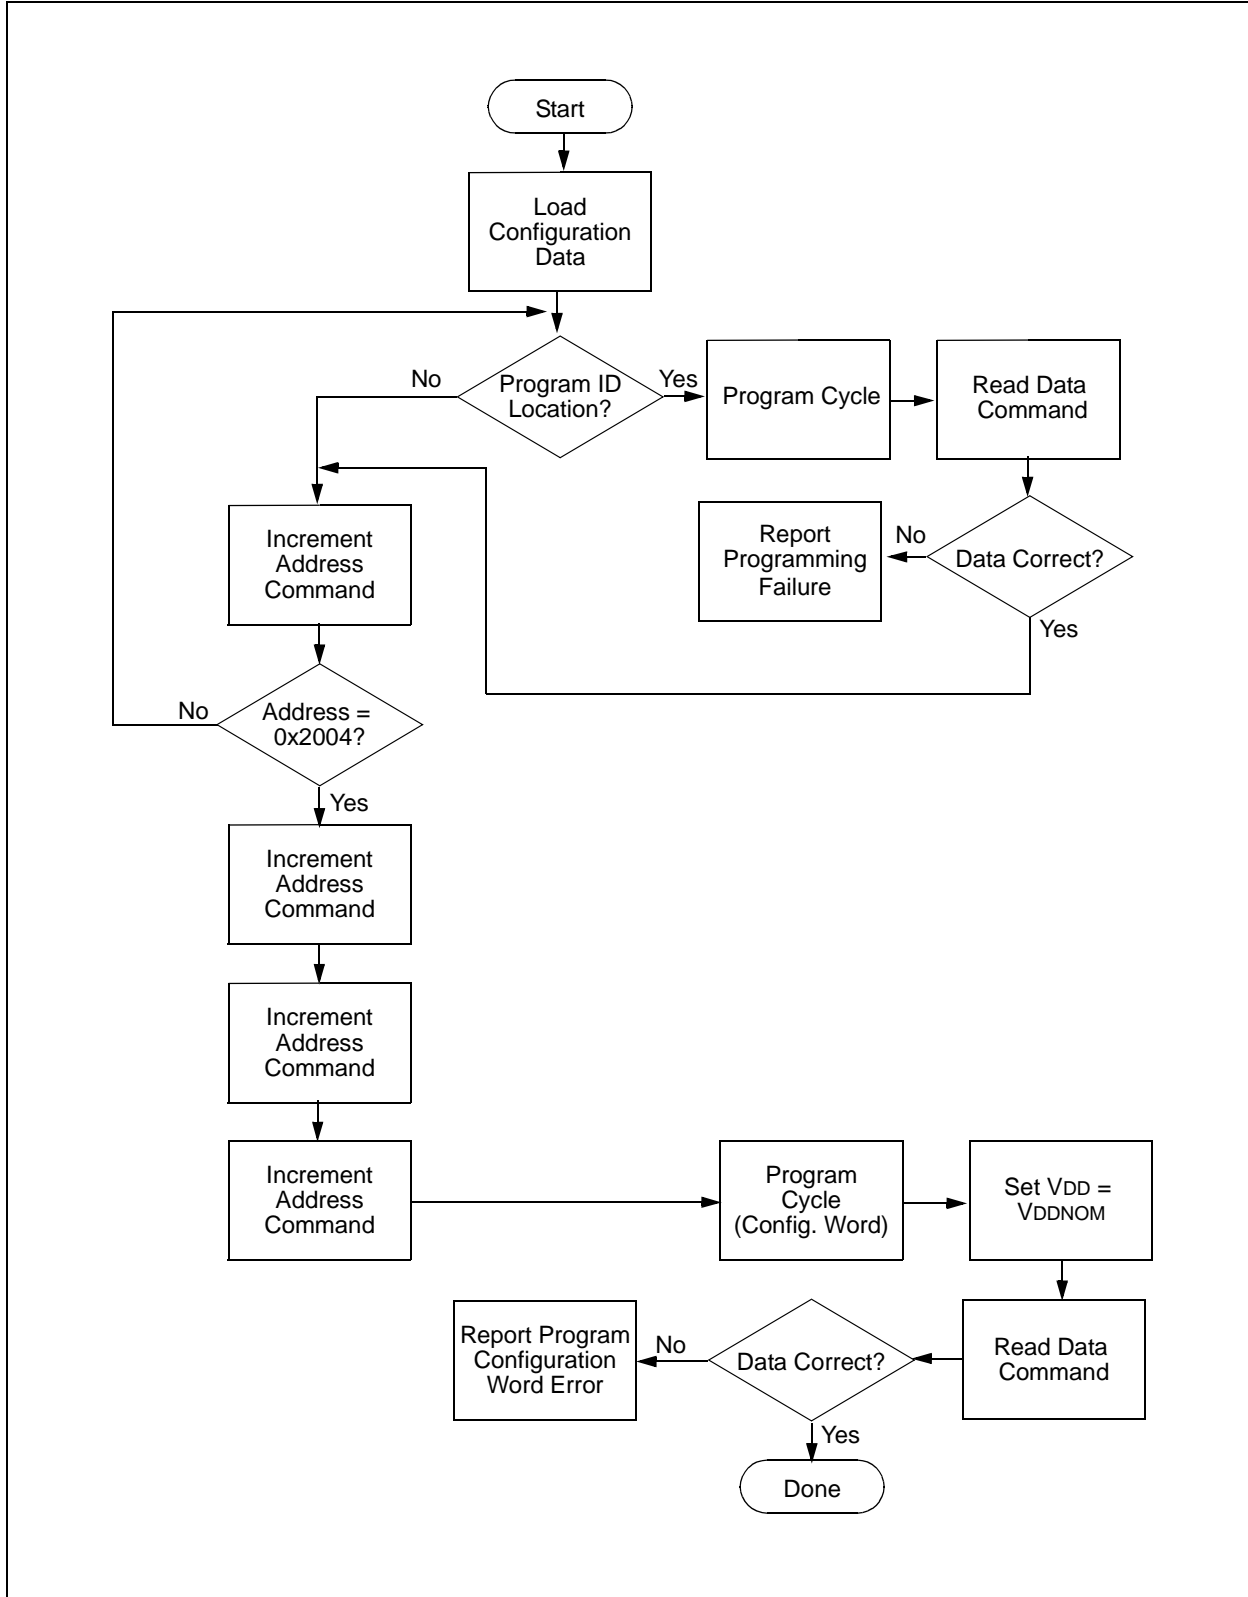 Start
Load
Configuration
Data
No
Program ID
Location?
Yes
Program Cycle
Read Data
Command
Increment
Address
Command
Report
Programming
Failure
No
Data Correct?
Yes
No
Address =
0x2004?
Yes
Increment
Address
Command
Increment
Address
Command
Increment
Address
Command
Program
Cycle
(Config. Word)
Set VDD =
VDDNOM
Report Program
Configuration
Word Error
No
Data Correct?
Read Data
Command
Yes
Done